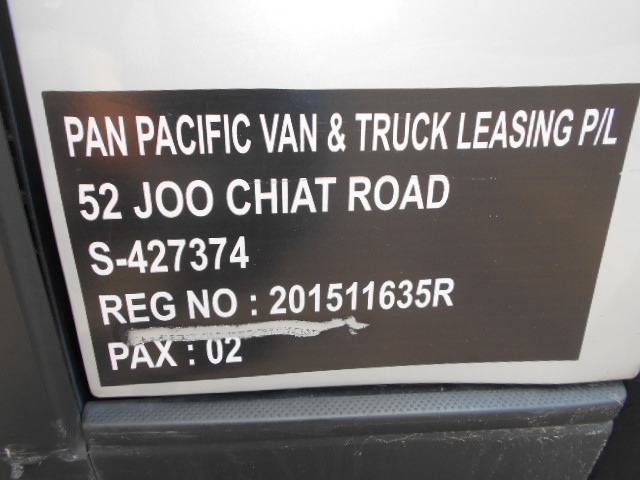 PAN PACIFIC VAN & TRUCK LEASING P/L
52 JOO CHIAT ROAD
S-427374
REG NO : 201511635R
PAX : 02